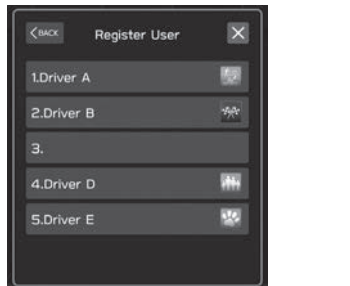 BACK Register User
1.Driver A
2.Driver B
3.
4.Driver D
5.Driver E